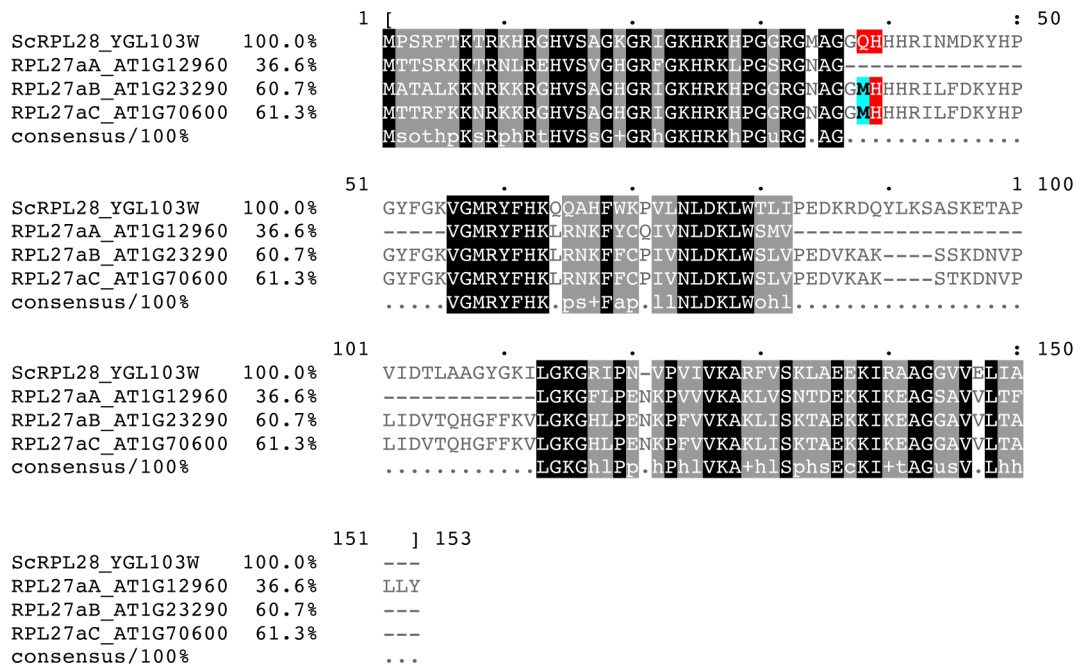 1 [ . . . . : 50
ScRPL28_YGL103W 100.0% MPSRFTKTRKHRGHVSAGKGRIGKHRKHPGGRGMAGGQHHHRINMDKYHP
RPL27aA_AT1G12960 36.6% MTTSRKKTRNLREHVSVGHGRFGKHRKLPGSRGNAG--------------
RPL27aB_AT1G23290 60.7% MATALKKNRKKRGHVSAGHGRIGKHRKHPGGRGNAGGMHHHRILFDKYHP
RPL27aC_AT1G70600 61.3% MTTRFKKNRKKRGHVSAGHGRIGKHRKHPGGRGNAGGMHHHRILFDKYHP
consensus/100% MsothpKsRphRtHVSsG+GRhGKHRKhPGuRG.AG..............
51 . . . . 1 100
ScRPL28_YGL103W 100.0% GYFGKVGMRYFHKQQAHFWKPVLNLDKLWTLIPEDKRDQYLKSASKETAP
RPL27aA_AT1G12960 36.6% -----VGMRYFHKLRNKFYCQIVNLDKLWSMV------------------
RPL27aB_AT1G23290 60.7% GYFGKVGMRYFHKLRNKFFCPIVNLDKLWSLVPEDVKAK----SSKDNVP
RPL27aC_AT1G70600 61.3% GYFGKVGMRYFHKLRNKFFCPIVNLDKLWSLVPEDVKAK----STKDNVP
consensus/100% .....VGMRYFHK.ps+Fap.llNLDKLWohl..................
101 . . . . : 150
ScRPL28_YGL103W 100.0% VIDTLAAGYGKILGKGRIPN-VPVIVKARFVSKLAEEKIRAAGGVVELIA
RPL27aA_AT1G12960 36.6% ------------LGKGFLPENKPVVVKAKLVSNTDEKKIKEAGSAVVLTF
RPL27aB_AT1G23290 60.7% LIDVTQHGFFKVLGKGHLPENKPFVVKAKLISKTAEKKIKEAGSAVVLTA
RPL27aC_AT1G70600 61.3% LIDVTQHGFFKVLGKGHLPENKPFVVKAKLISKTAEKKIKEAGGAVVLTA
consensus/100% ............LGKGhlPp.hPhlVKA+hlSphsEcKI+tAGusV.Lhh
151 ] 153
ScRPL28_YGL103W 100.0% ---
RPL27aA_AT1G12960 36.6% LLY
RPL27aB_AT1G23290 60.7% ---
RPL27aC_AT1G70600 61.3% ---
consensus/100% ...